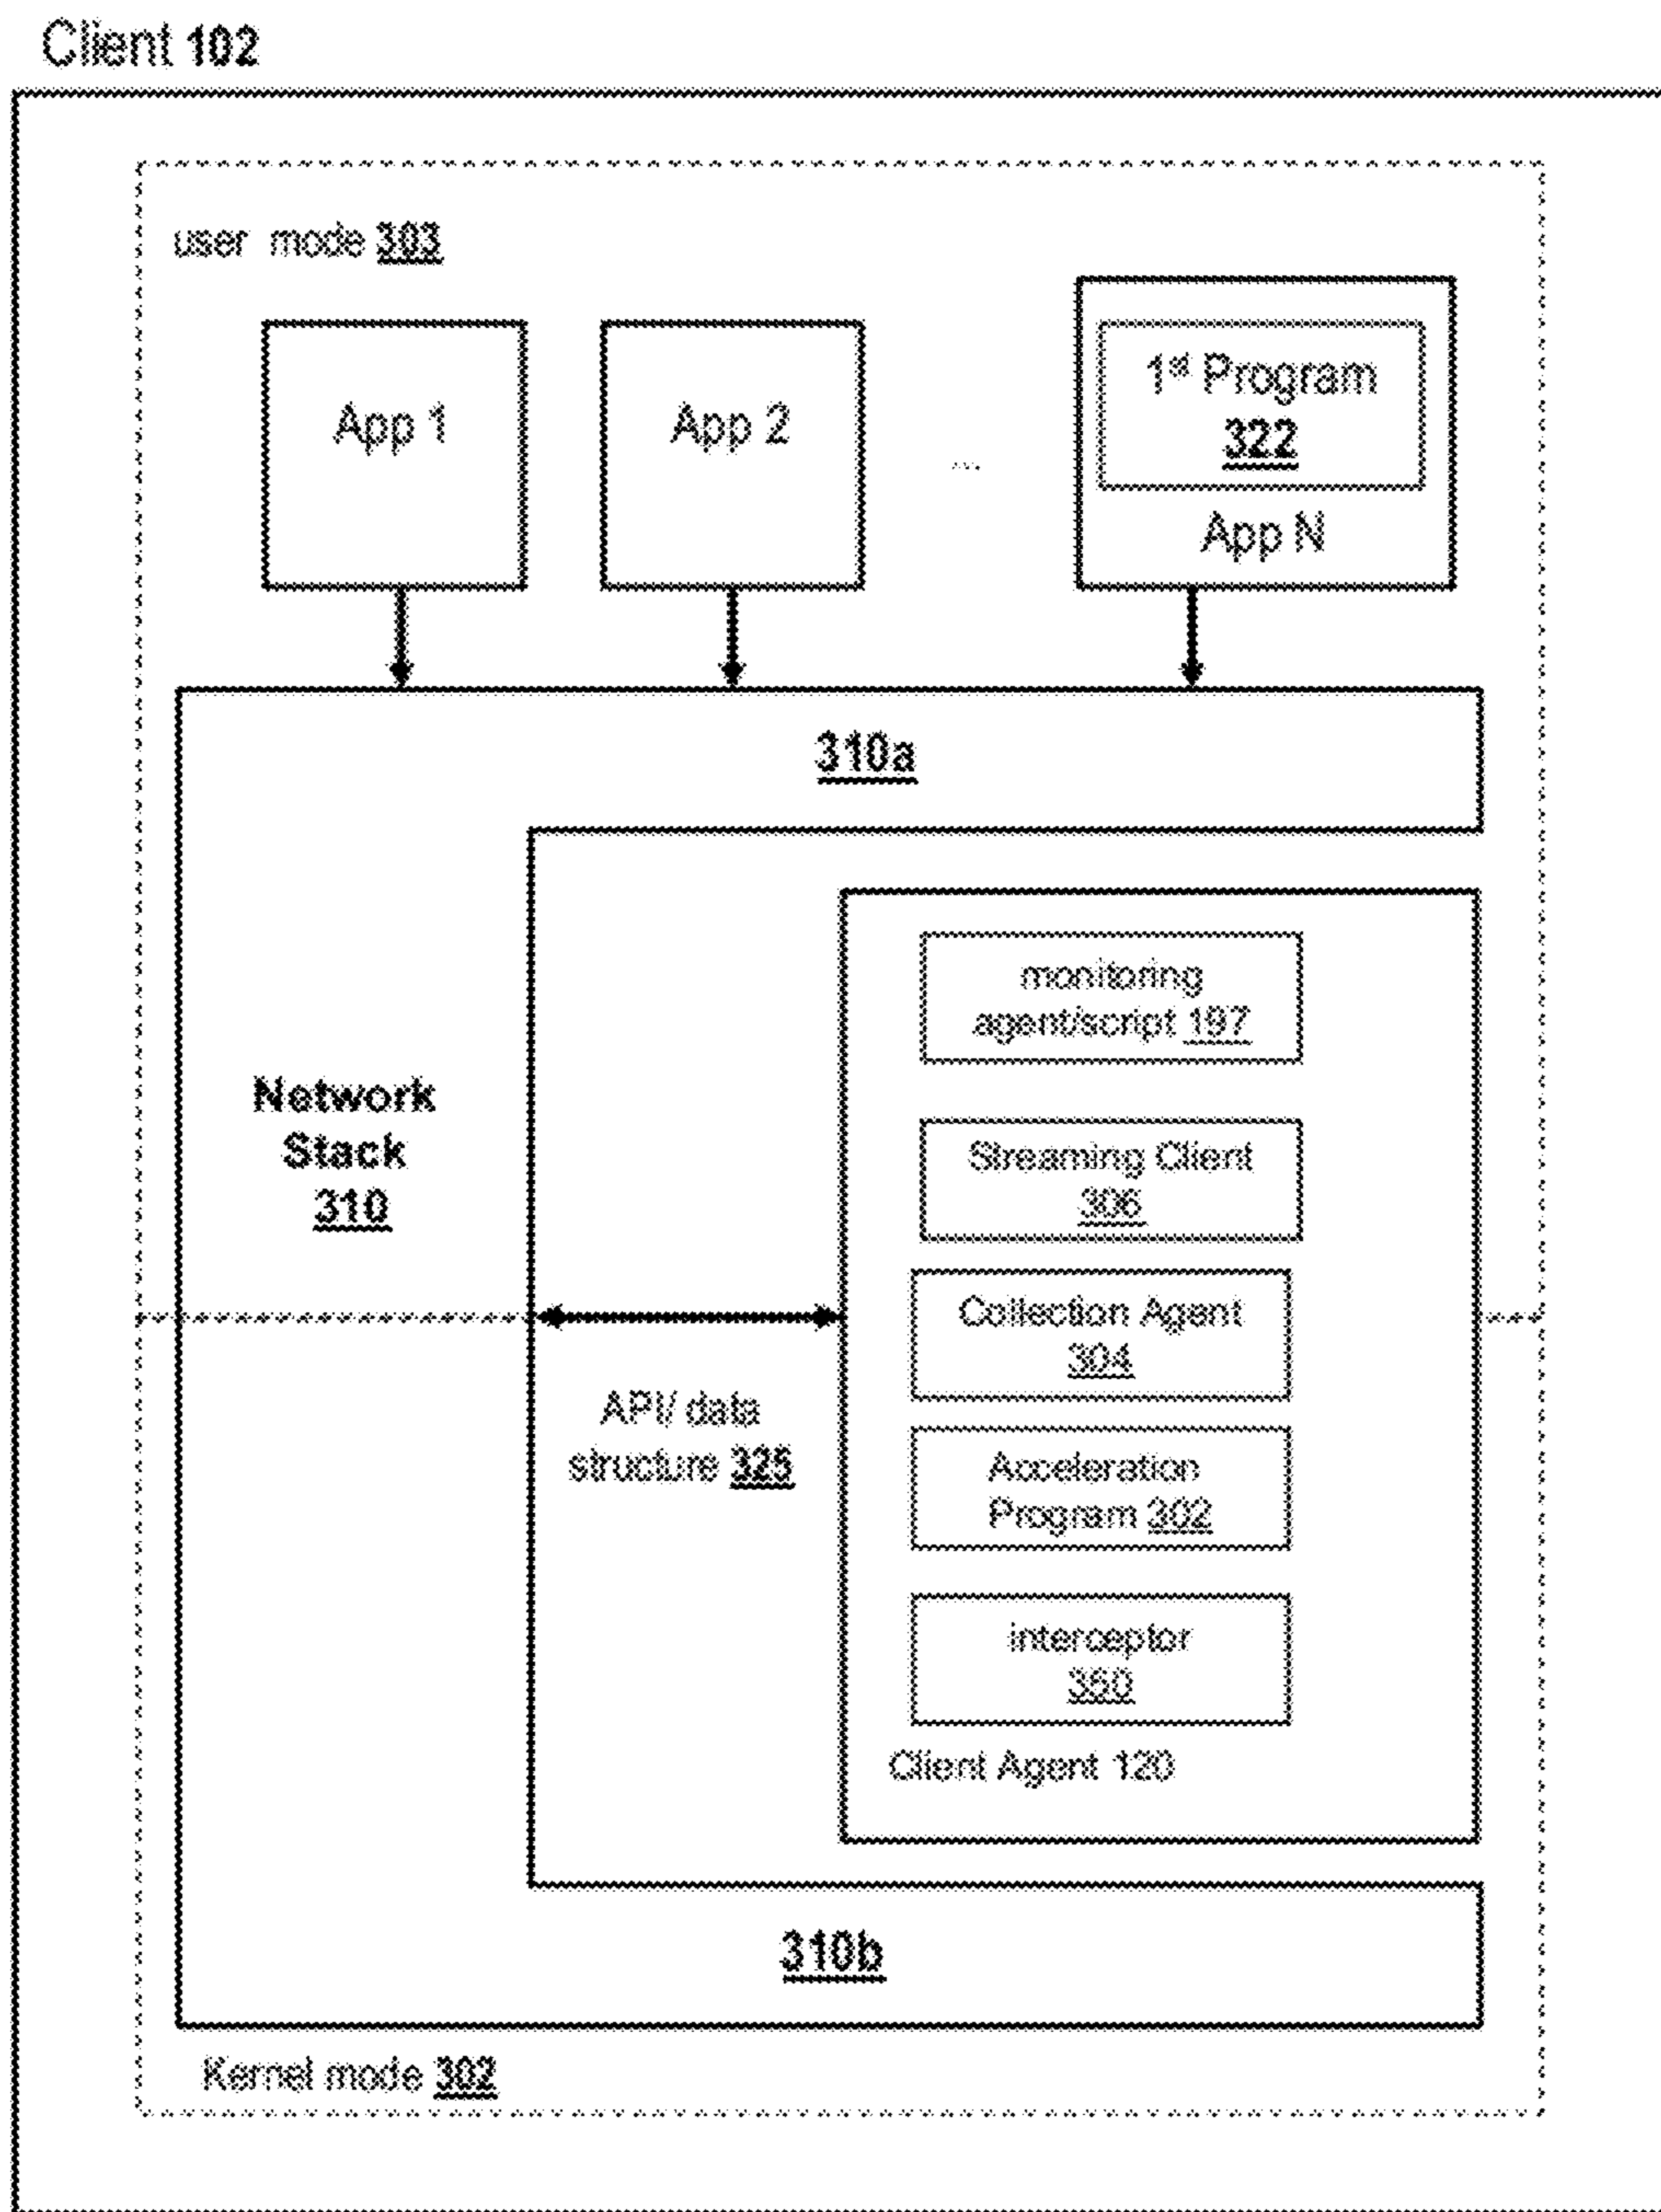 Client 102
user mode 303
App 1
App 2
...
1st Program
322
App N
310a
monitoring
agent/script 197
Network
Stack
310
Streaming Client
306
Collection Agent
304
API/ data
structure 325
Acceleration
Program 302
interceptor
350
Client Agent 120
310b
Kernel mode 302